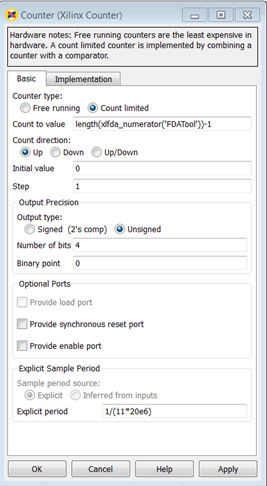 Counter (Xilinx Counter)
Hardware notes: Free running counters are the least expensive in
hardware. A count limited counter is implemented by combining a
counter with a comparator.
Basic Implementation
Counter type:
Free running Count limited
Count to value length(xlfda_numerator('FDATool'))-1
Count direction:
Up Down Up/Down
Initial value 0
Step 1
Output Precision
Output type:
Signed (2's comp) Unsigned
Number of bits 4
Binary point 0
Optional Ports
Provide load port
Provide synchronous reset port
Provide enable port
Explicit Sample Period
Sample period source:
Explicit Inferred from inputs
Explicit period 1/(11*20e6)
OK Cancel Help Apply